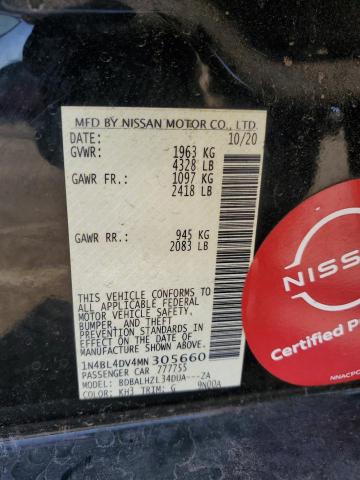 MFD BY NISSAN MOTOR CO., LTD.
DATE: 10/20
GVWR: 1963 KG
4328 LB
GAWR FR.: 1097 KG
2418 LB
GAWR RR.: 945 KG
2083 LB
THIS VEHICLE CONFORMS TO
ALL APPLICABLE FEDERAL
MOTOR VEHICLE SAFETY,
BUMPER, AND THEFT
PREVENTION STANDARDS IN
EFFECT ON THE DATE OF
MANUFACTURE SHOWN ABOVE.
1N4BL4DV4MN305660
PASSENGER CAR 777755
MODEL: BDBALHZL34DUA---ZA
COLOR: KH3 TRIM: G 9N00A
NISS
Certified P
NNACPO